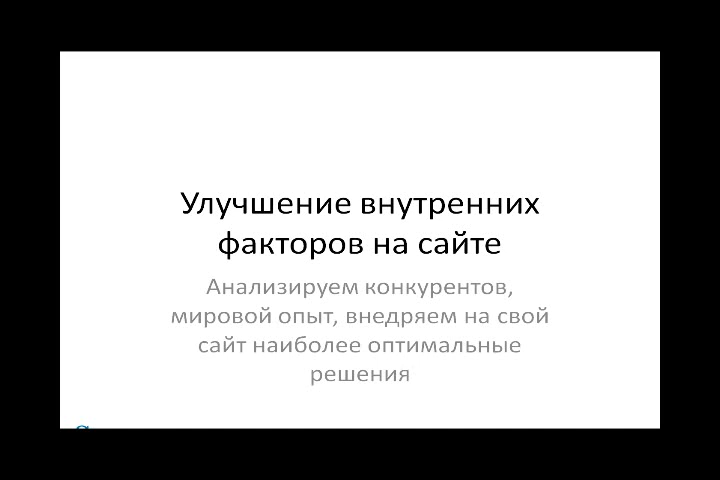 Улучшение внутренних
факторов на сайте
Анализируем конкурентов,
мировой опыт, внедряем на свой
сайт наиболее оптимальные
решения